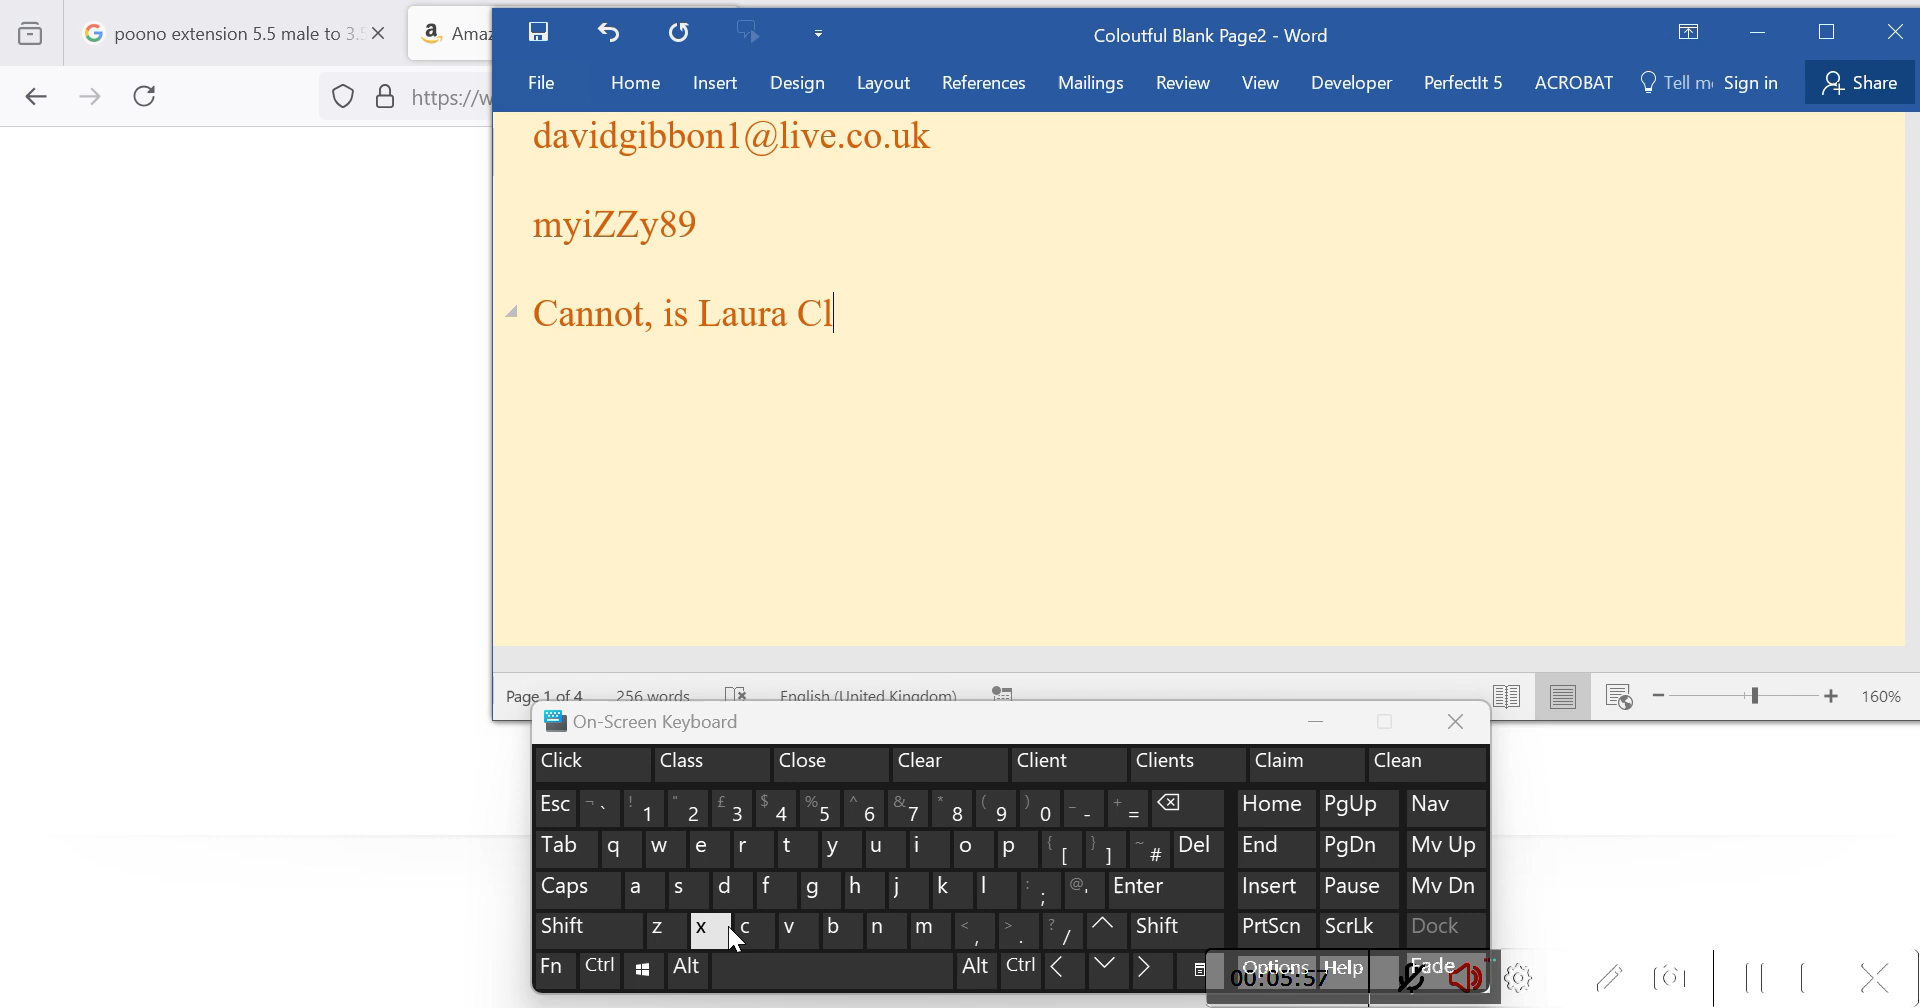 poono extension 5.5 male to 3.5
Amaz
https://w
Coloutful Blank Page2 - Word
File Home Insert Design Layout References Mailings Review View Developer PerfectIt 5 ACROBAT Tell me Sign in Share
davidgibbon1@live.co.uk
myiZZy89
Cannot, is Laura Cl
Page 1 of 4 256 words English (United Kingdom) 160%
On-Screen Keyboard
Click Class Close Clear Client Clients Claim Clean
Esc ¬ ` ! 1 " 2 £ 3 $ 4 % 5 ^ 6 & 7 * 8 ( 9 ) 0 _ - + = Home PgUp Nav
Tab q w e r t y u i o p { [ } ] ~ # Del End PgDn Mv Up
Caps a s d f g h j k l : ; @ ' Enter Insert Pause Mv Dn
Shift z x c v b n m < , > . ? / Shift PrtScn ScrLk Dock
Fn Ctrl Alt Alt Ctrl Options Help Fade
00:05:57